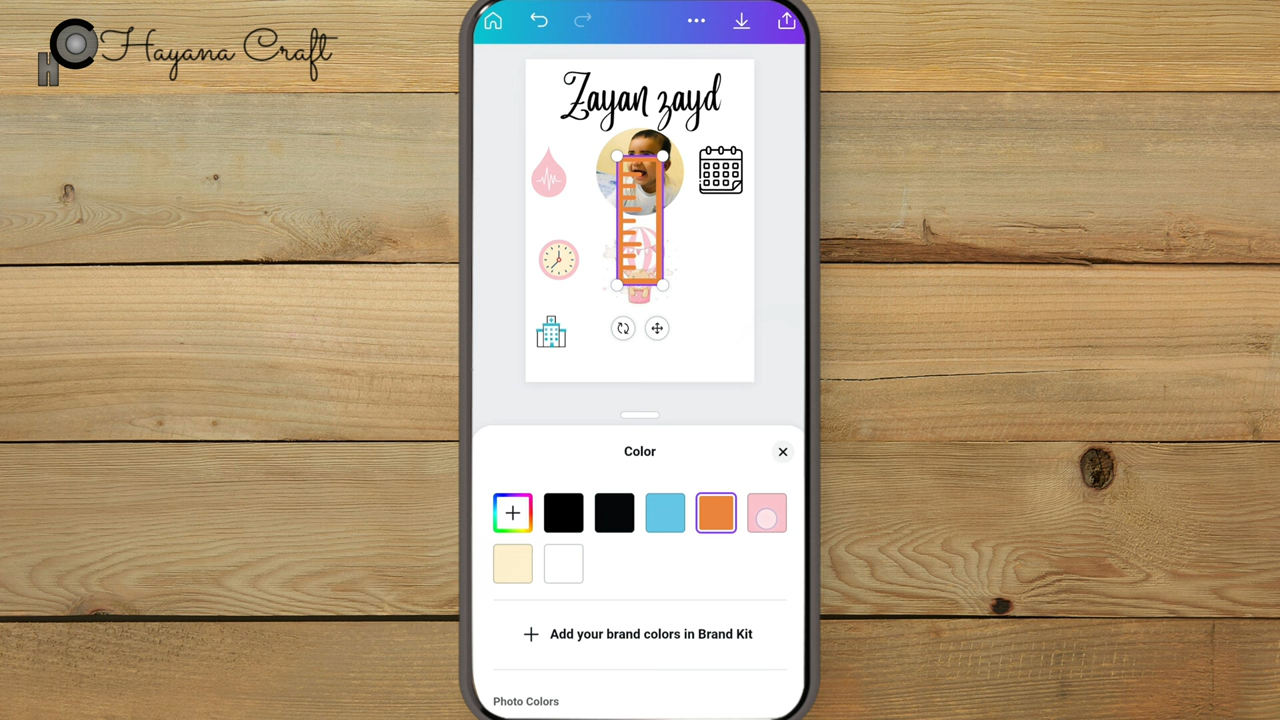 H
Hayana Craft
Zayan zayd
Color
Add your brand colors in Brand Kit
Photo Colors